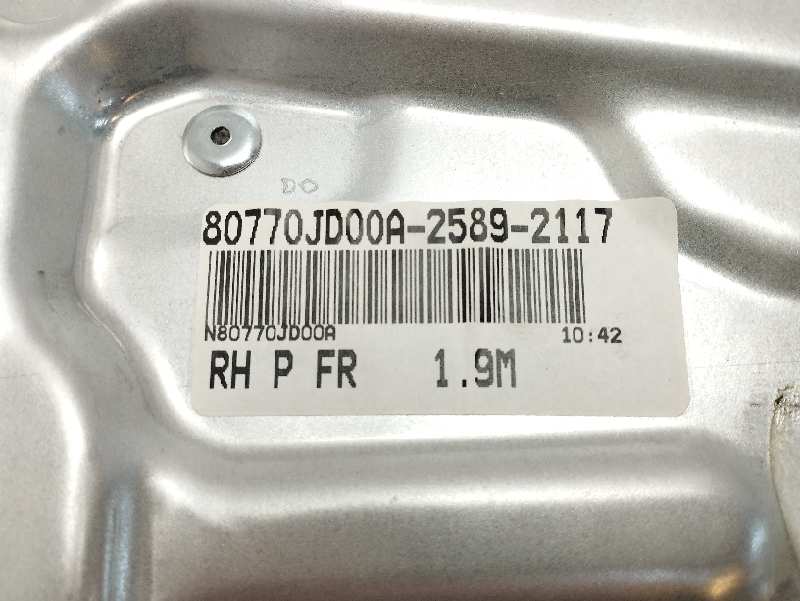 DO
80770JD00A-2589-2117
N80770JD00A 10:42
RH P FR 1.9M